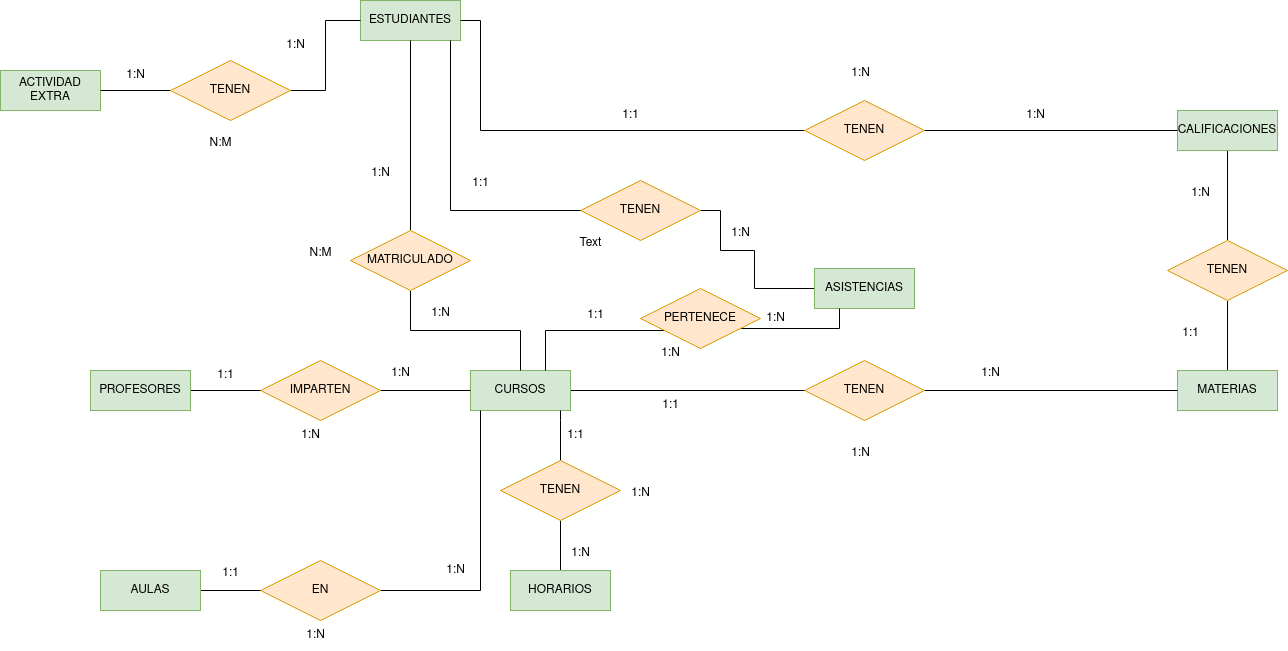 ESTUDIANTES
1:N
1:N
ACTIVIDAD
EXTRA
1:N
TENEN
N:M
1:1
TENEN
1:N
CALIFICACIONES
1:N
1:1
1:N
TENEN
1:N
Text
N:M
MATRICULADO
TENEN
ASISTENCIAS
1:N
1:1
PERTENECE
1:N
1:N
1:1
PROFESORES
1:1
IMPARTEN
1:N
CURSOS
1:1
TENEN
1:N
MATERIAS
1:N
1:1
1:N
TENEN
1:N
1:N
AULAS
1:1
EN
1:N
1:N
HORARIOS
1:N